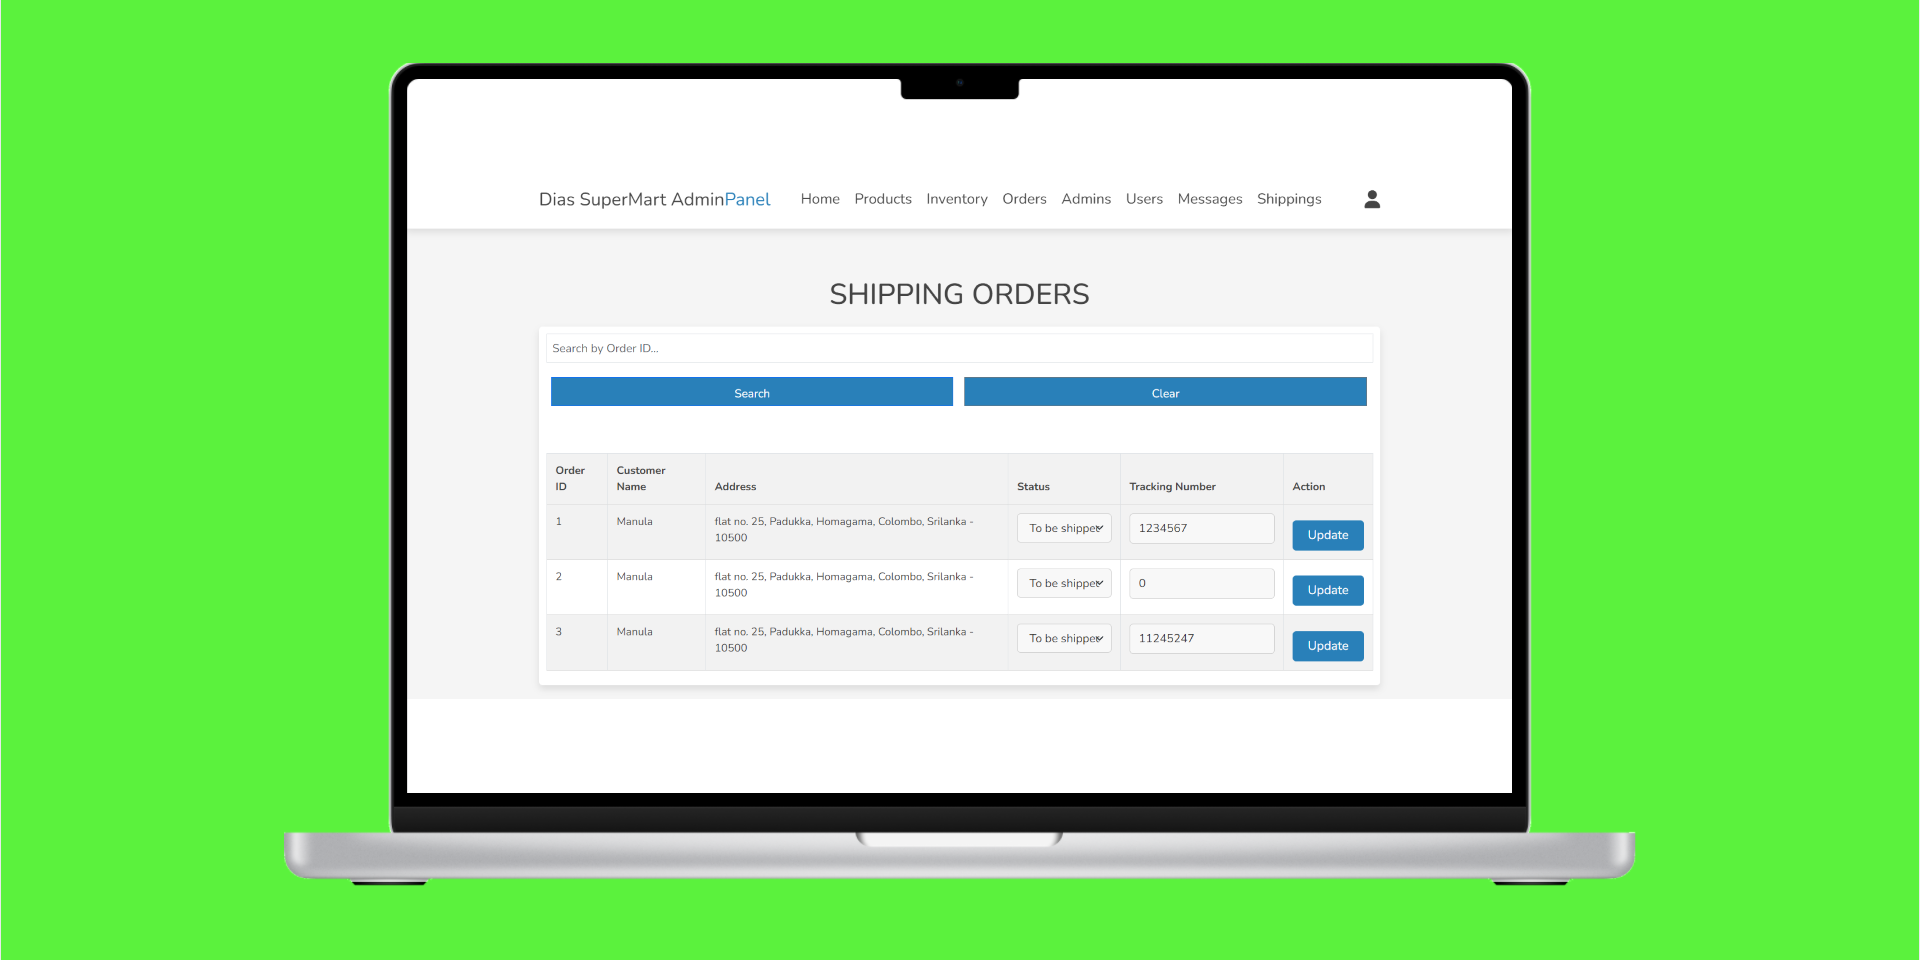 Dias SuperMart AdminPanel Home Products Inventory Orders Admins Users Messages Shippings
SHIPPING ORDERS
Search by Order ID...
Search Clear
Order ID Customer Name Address Status Tracking Number Action
1 Manula flat no. 25, Padukka, Homagama, Colombo, Srilanka - To be shipped 1234567 Update
10500
2 Manula flat no. 25, Padukka, Homagama, Colombo, Srilanka - To be shipped 0 Update
10500
3 Manula flat no. 25, Padukka, Homagama, Colombo, Srilanka - To be shipped 11245247 Update
10500